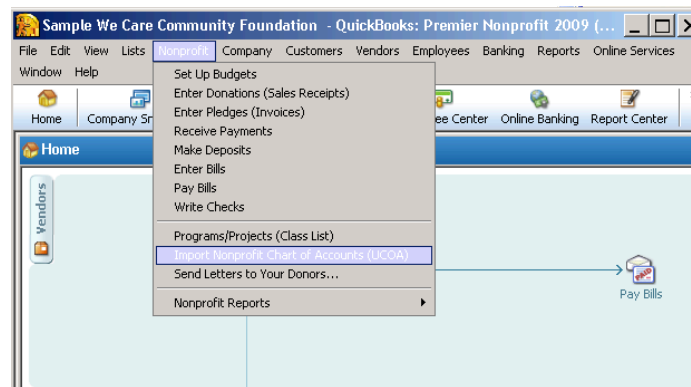 Sample We Care Community Foundation - QuickBooks: Premier Nonprofit 2009 (...
File Edit View Lists Nonprofit Company Customers Vendors Employees Banking Reports Online Services
Window Help
Home Company Sn ee Center Online Banking Report Center
Home
Vendors
Set Up Budgets
Enter Donations (Sales Receipts)
Enter Pledges (Invoices)
Receive Payments
Make Deposits
Enter Bills
Pay Bills
Write Checks
Programs/Projects (Class List)
Import Nonprofit Chart of Accounts (UCOA)
Send Letters to Your Donors...
Nonprofit Reports
PAID
Pay Bills